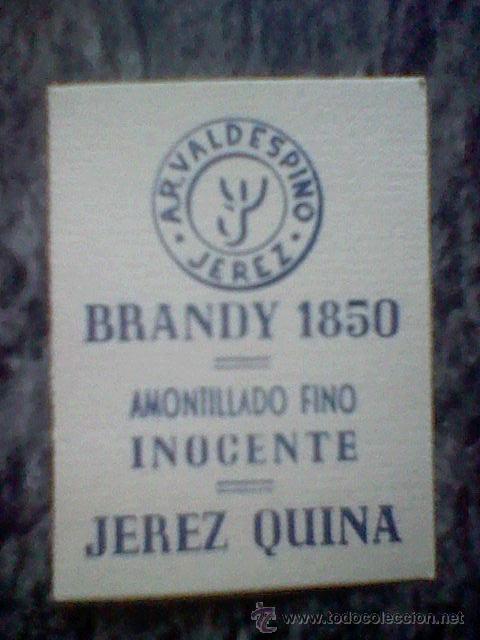 A.R. VALDESPINO
• JEREZ •
BRANDY 1850
AMONTILLADO FINO
INOCENTE
JEREZ QUINA
www.todocoleccion.net